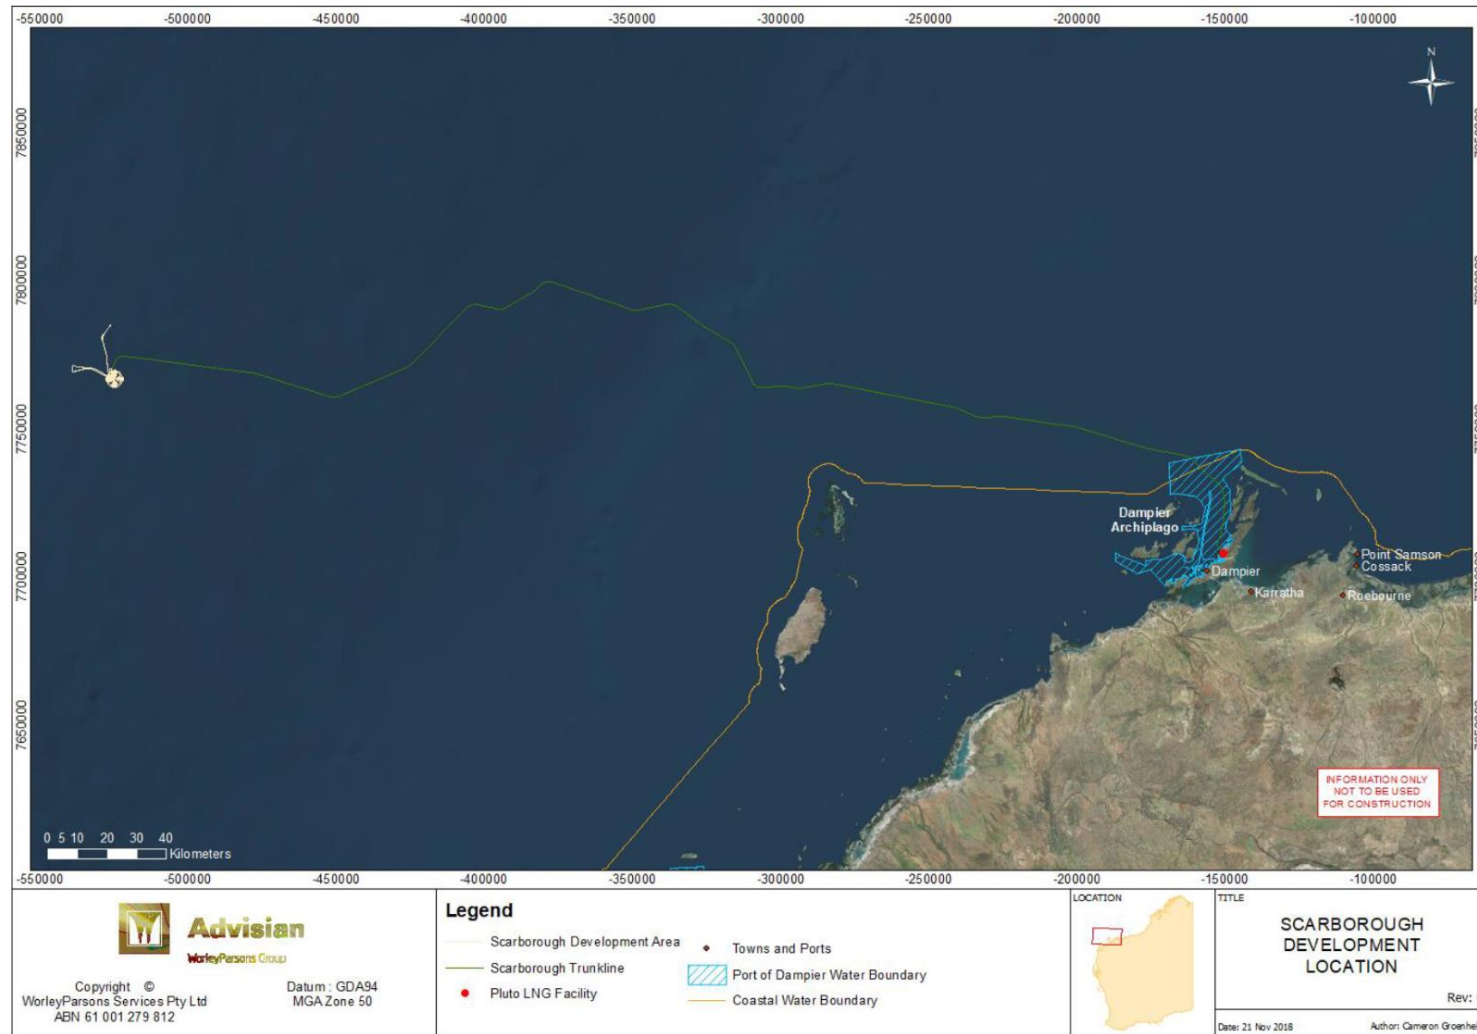 -550000 -500000 -450000 -400000 -350000 -300000 -250000 -200000 -150000 -100000
N
7850000
7800000
7750000
7700000
7650000
Dampier
Archiplago
Point Samson
Cossack
Dampier
Karratha
Roebourne
INFORMATION ONLY
NOT TO BE USED
FOR CONSTRUCTION
0 5 10 20 30 40
Kilometers
-550000 -500000 -450000 -400000 -350000 -300000 -250000 -200000 -150000 -100000
Advisian
WorleyParsons Group
Copyright ©
WorleyParsons Services Pty Ltd
ABN 61 001 279 812
Datum : GDA94
MGA Zone 50
Legend
Scarborough Development Area
Scarborough Trunkline
Pluto LNG Facility
Towns and Ports
Port of Dampier Water Boundary
Coastal Water Boundary
LOCATION
TITLE
SCARBOROUGH
DEVELOPMENT
LOCATION
Rev:
Date: 21 Nov 2018
Author: Cameron